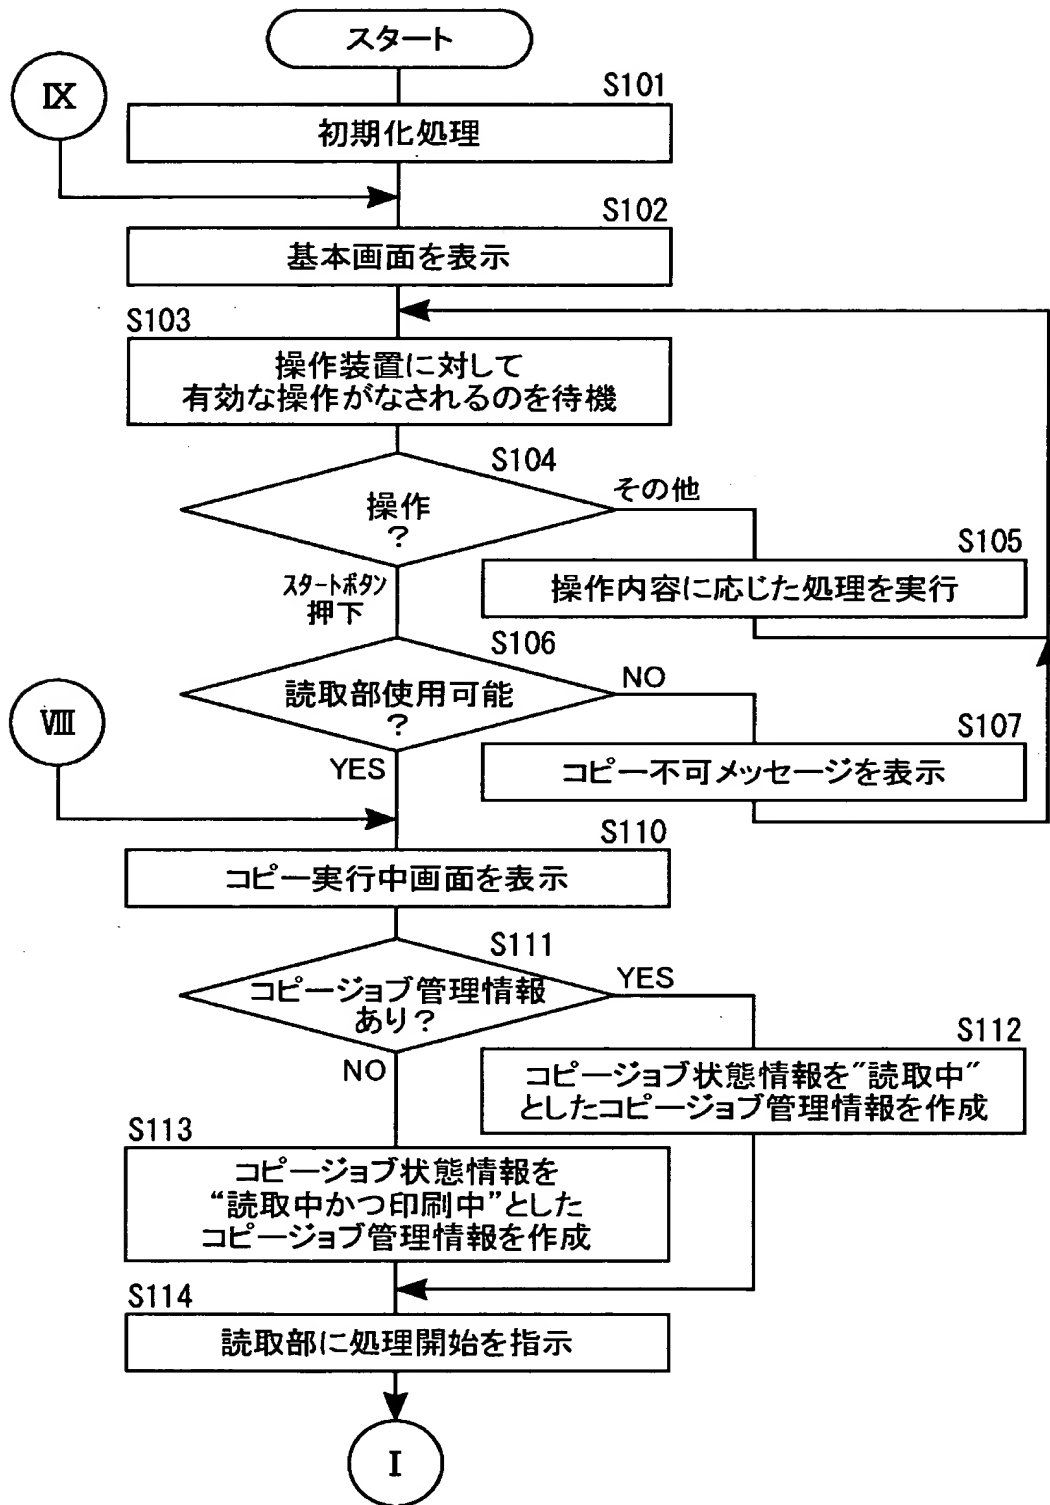 スタート
IX
S101
初期化処理
S102
基本画面を表示
S103
操作装置に対して
有効な操作がなされるのを待機
S104
操作
?
その他
S105
操作内容に応じた処理を実行
スタートボタン
押下
S106
読取部使用可能
?
NO
VIII
YES
S107
コピー不可メッセージを表示
S110
コピー実行中画面を表示
S111
コピージョブ管理情報
あり?
YES
NO
S112
コピージョブ状態情報を"読取中"
としたコピージョブ管理情報を作成
S113
コピージョブ状態情報を
“読取中かつ印刷中”とした
コピージョブ管理情報を作成
S114
読取部に処理開始を指示
I